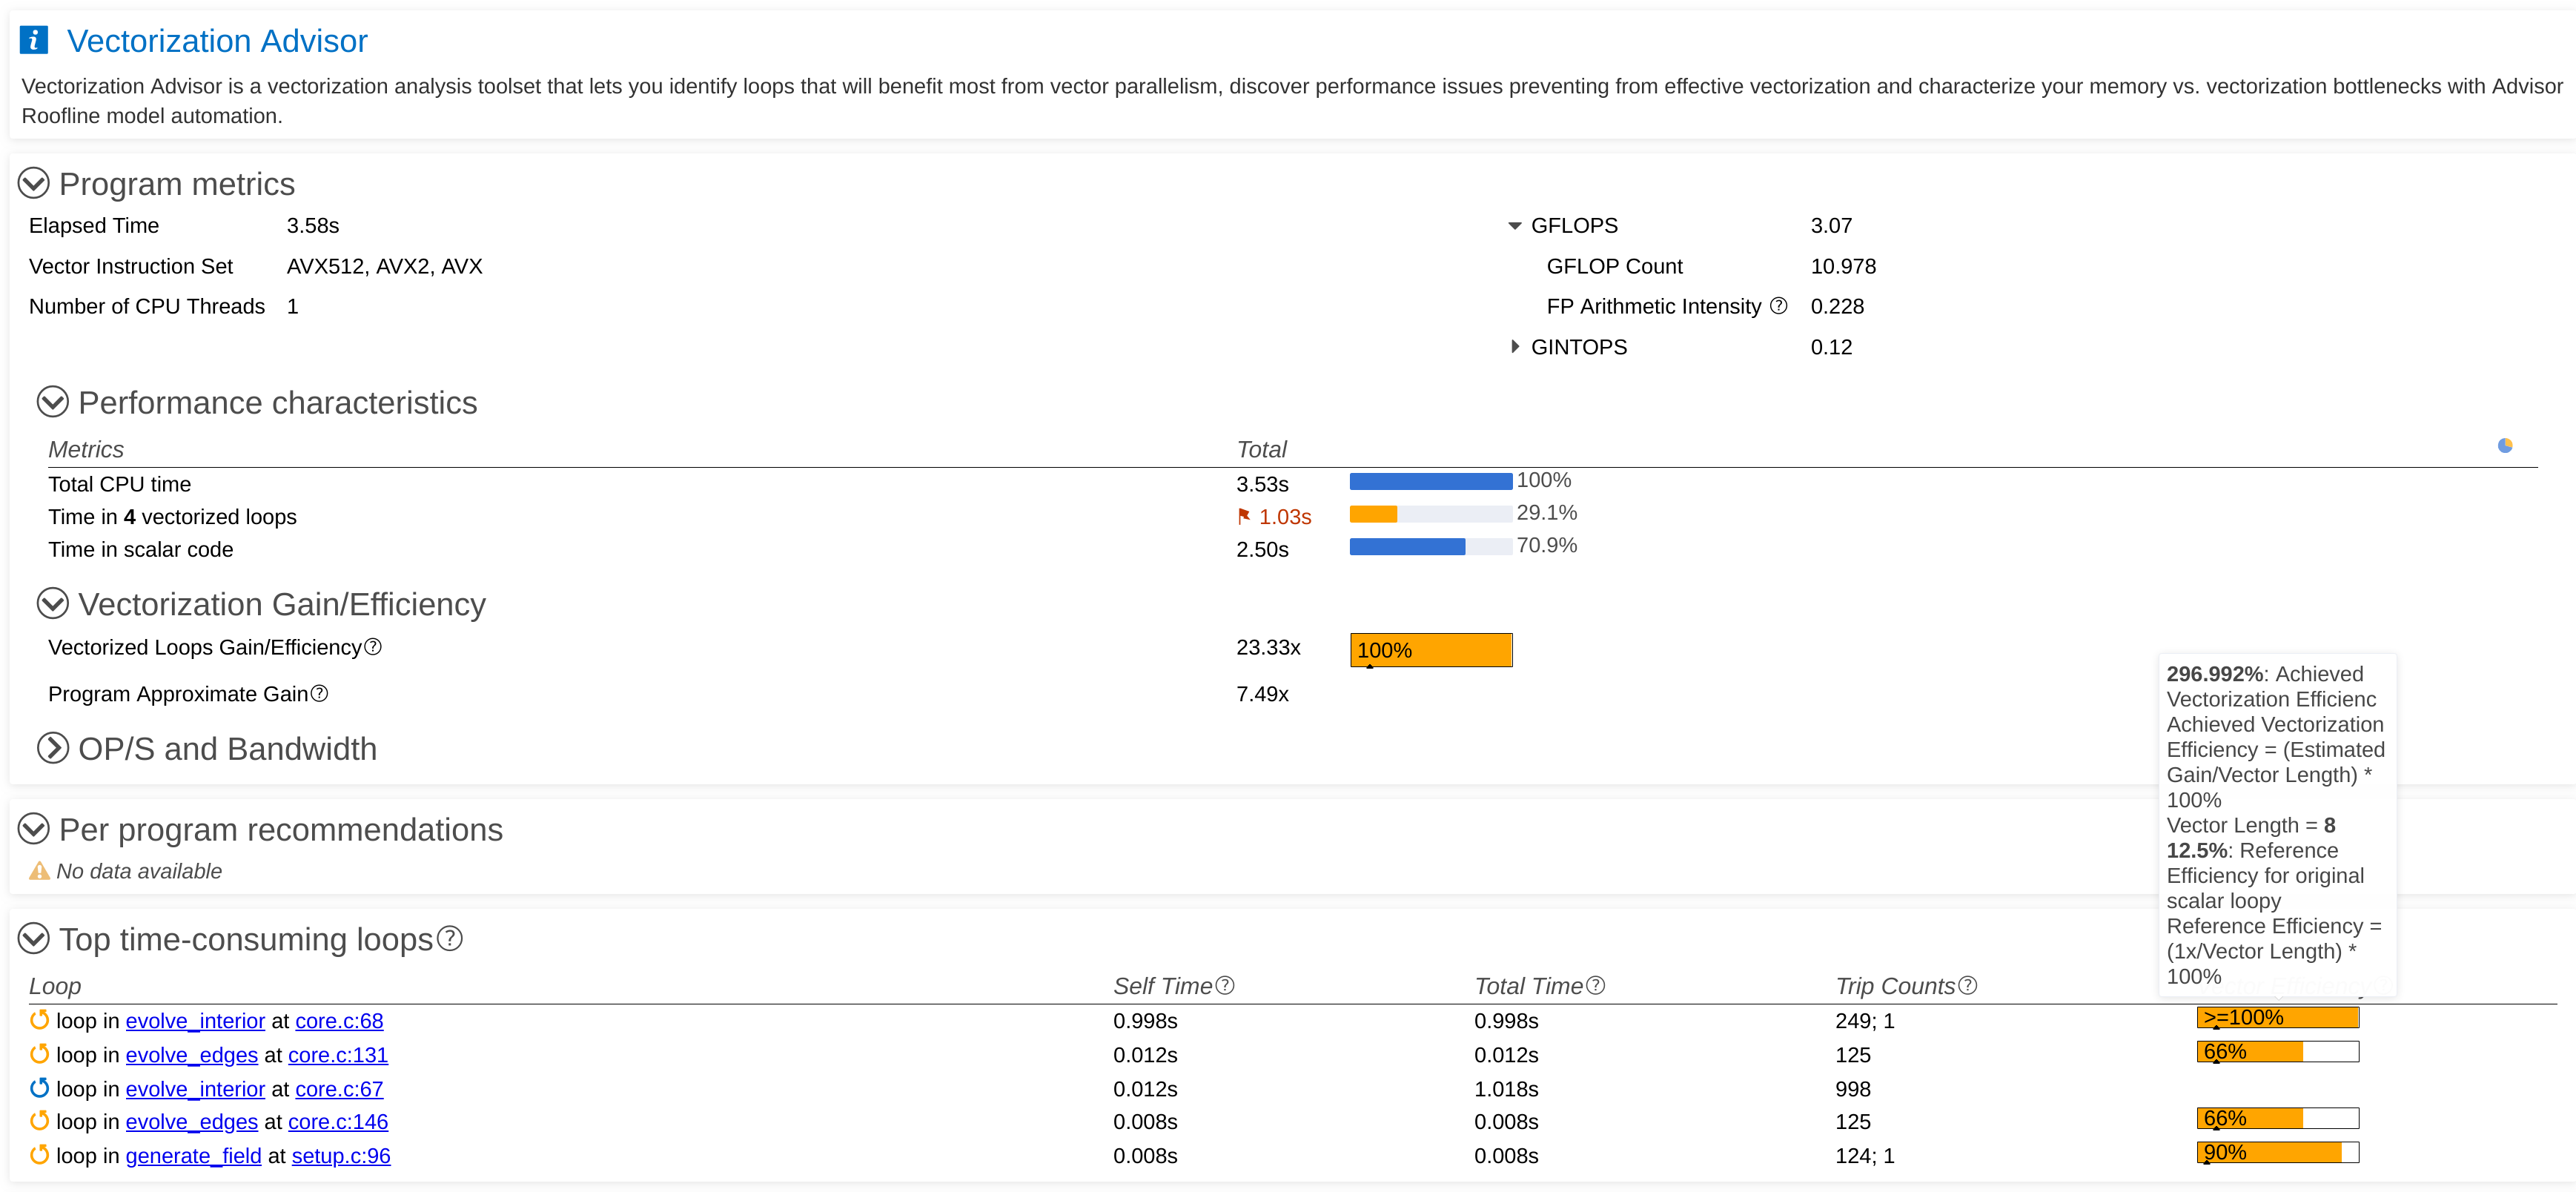 Vectorization Advisor
Vectorization Advisor is a vectorization analysis toolset that lets you identify loops that will benefit most from vector parallelism, discover performance issues preventing from effective vectorization and characterize your memory vs. vectorization bottlenecks with Advisor
Roofline model automation.
Program metrics
Elapsed Time 3.58s
GFLOPS 3.07
Vector Instruction Set AVX512, AVX2, AVX
GFLOP Count 10.978
Number of CPU Threads 1
FP Arithmetic Intensity ? 0.228
GINTOPS 0.12
Performance characteristics
Metrics Total
Total CPU time 3.53s 100%
Time in 4 vectorized loops 1.03s 29.1%
Time in scalar code 2.50s 70.9%
Vectorization Gain/Efficiency
Vectorized Loops Gain/Efficiency? 23.33x 100%
Program Approximate Gain? 7.49x
OP/S and Bandwidth
296.992%: Achieved
Vectorization Efficienc
Achieved Vectorization
Efficiency = (Estimated
Gain/Vector Length) *
100%
Vector Length = 8
12.5%: Reference
Efficiency for original
scalar loopy
Reference Efficiency =
(1x/Vector Length) *
100%
Per program recommendations
No data available
Top time-consuming loops?
Loop Self Time? Total Time? Trip Counts?
loop in evolve_interior at core.c:68 0.998s 0.998s 249; 1 >=100%
loop in evolve_edges at core.c:131 0.012s 0.012s 125 66%
loop in evolve_interior at core.c:67 0.012s 1.018s 998
loop in evolve_edges at core.c:146 0.008s 0.008s 125 66%
loop in generate_field at setup.c:96 0.008s 0.008s 124; 1 90%